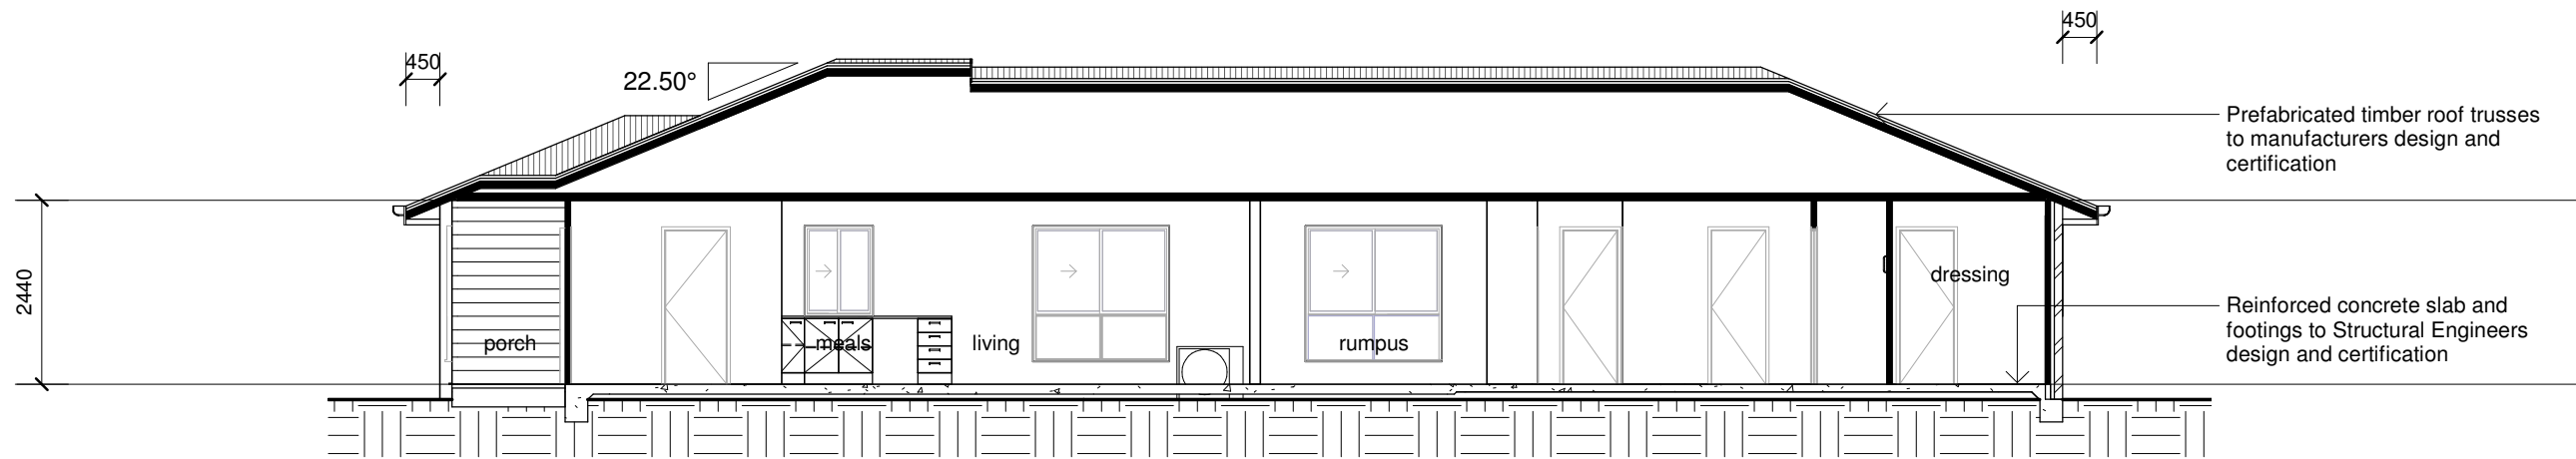 450
450
22.50°
Prefabricated timber roof trusses
to manufacturers design and
certification
2440
dressing
Reinforced concrete slab and
footings to Structural Engineers
design and certification
porch
meals
living
rumpus